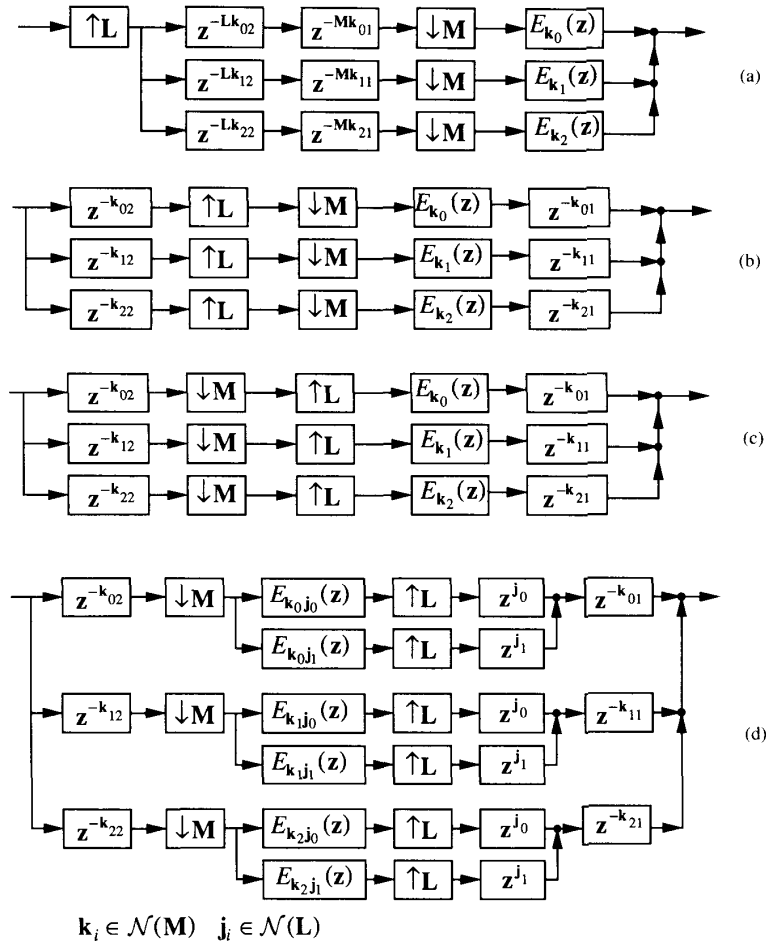 ↑L z^{-Lk_{02}} z^{-Mk_{01}} ↓M E_{k_0}(z)
z^{-Lk_{12}} z^{-Mk_{11}} ↓M E_{k_1}(z) (a)
z^{-Lk_{22}} z^{-Mk_{21}} ↓M E_{k_2}(z)
z^{-k_{02}} ↑L ↓M E_{k_0}(z) z^{-k_{01}}
z^{-k_{12}} ↑L ↓M E_{k_1}(z) z^{-k_{11}} (b)
z^{-k_{22}} ↑L ↓M E_{k_2}(z) z^{-k_{21}}
z^{-k_{02}} ↓M ↑L E_{k_0}(z) z^{-k_{01}}
z^{-k_{12}} ↓M ↑L E_{k_1}(z) z^{-k_{11}} (c)
z^{-k_{22}} ↓M ↑L E_{k_2}(z) z^{-k_{21}}
z^{-k_{02}} ↓M E_{k_0j_0}(z) ↑L z^{j_0} z^{-k_{01}}
E_{k_0j_1}(z) ↑L z^{j_1}
z^{-k_{12}} ↓M E_{k_1j_0}(z) ↑L z^{j_0} z^{-k_{11}} (d)
E_{k_1j_1}(z) ↑L z^{j_1}
z^{-k_{22}} ↓M E_{k_2j_0}(z) ↑L z^{j_0} z^{-k_{21}}
E_{k_2j_1}(z) ↑L z^{j_1}
k_i ∈ 𝒩(M) j_i ∈ 𝒩(L)